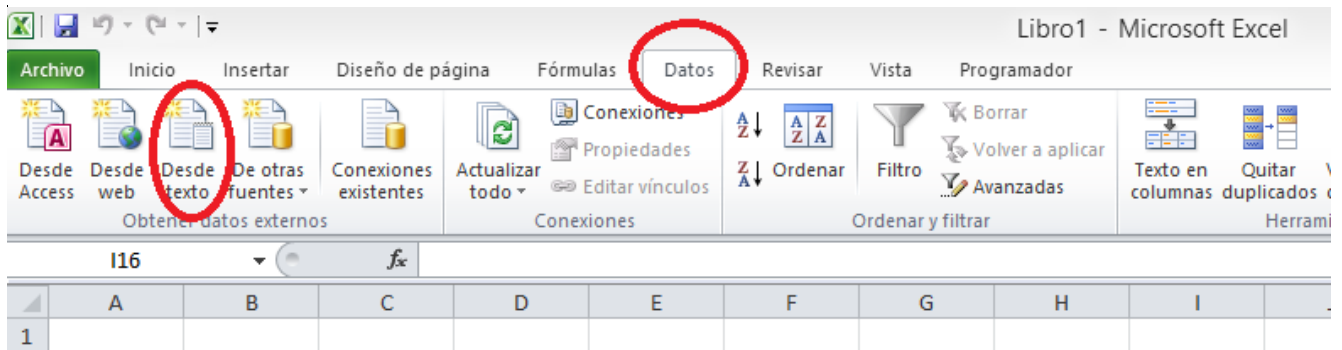 Libro1 - Microsoft Excel
Archivo Inicio Insertar Diseño de página Fórmulas Datos Revisar Vista Programador
Desde Access
Desde web
Desde texto
De otras fuentes
Conexiones existentes
Obtener datos externos
Actualizar todo
Conexiones
Propiedades
Editar vínculos
Conexiones
Ordenar
Filtro
Borrar
Volver a aplicar
Avanzadas
Ordenar y filtrar
Texto en columnas
Quitar duplicados
Herrami
I16 fx
A B C D E F G H I
1